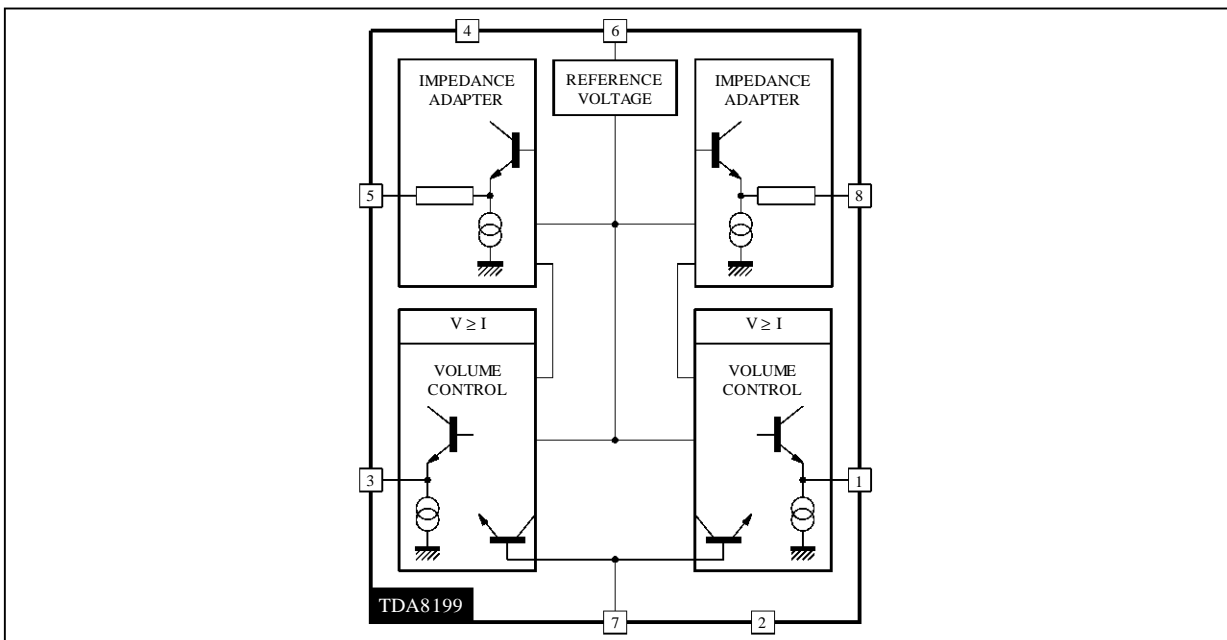 4
6
IMPEDANCE
ADAPTER
REFERENCE
VOLTAGE
IMPEDANCE
ADAPTER
5
8
V ≥ I
V ≥ I
VOLUME
CONTROL
VOLUME
CONTROL
3
1
TDA8199
7
2